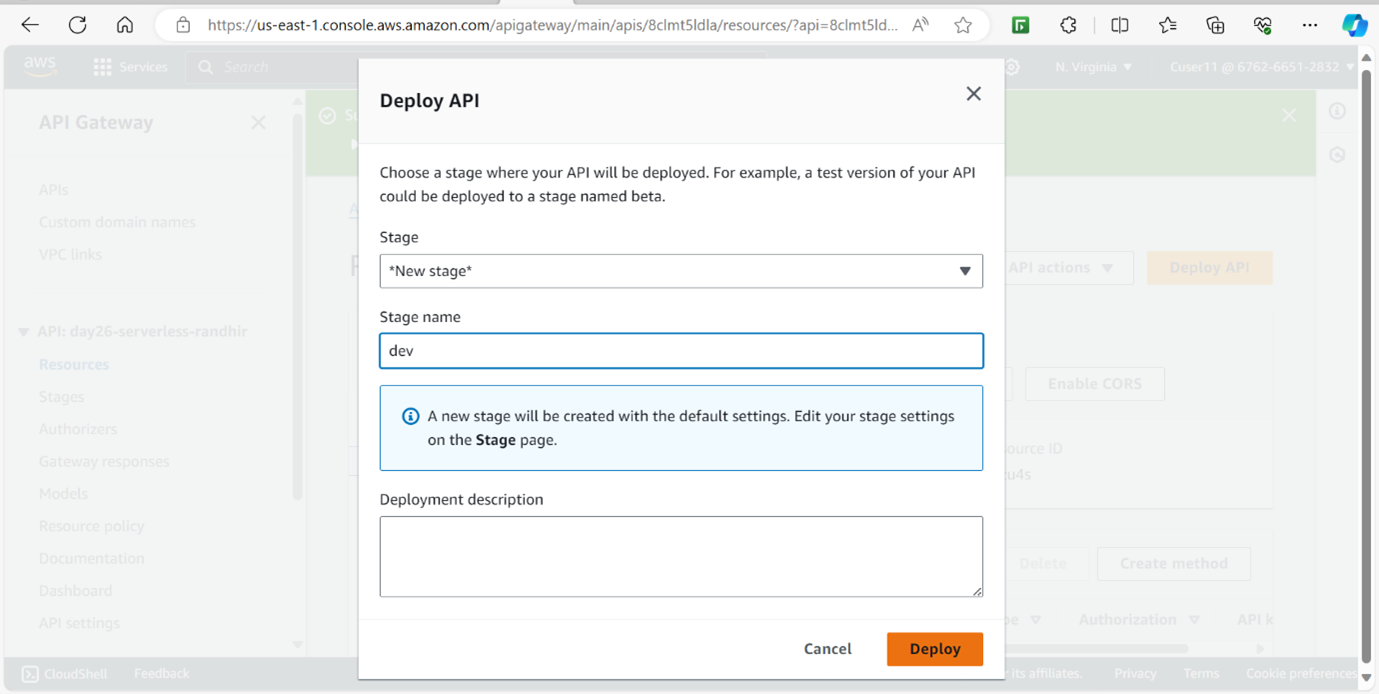 https://us-east-1.console.aws.amazon.com/apigateway/main/apis/8clmt5ldla/resources/?api=8clmt5ld...
aws
Services
Search
N. Virginia
Cuser11 @ 6762-6651-2832
API Gateway
APIs
Custom domain names
VPC links
API: day26-serverless-randhir
Resources
Stages
Authorizers
Gateway responses
Models
Resource policy
Documentation
Dashboard
API settings
Deploy API
Choose a stage where your API will be deployed. For example, a test version of your API
could be deployed to a stage named beta.
Stage
*New stage*
Stage name
dev
A new stage will be created with the default settings. Edit your stage settings
on the Stage page.
Deployment description
Cancel
Deploy
API actions
Deploy API
Enable CORS
ource ID
u4s
Delete
Create method
Authorization
API k
CloudShell
Feedback
its affiliates.
Privacy
Terms
Cookie preferences